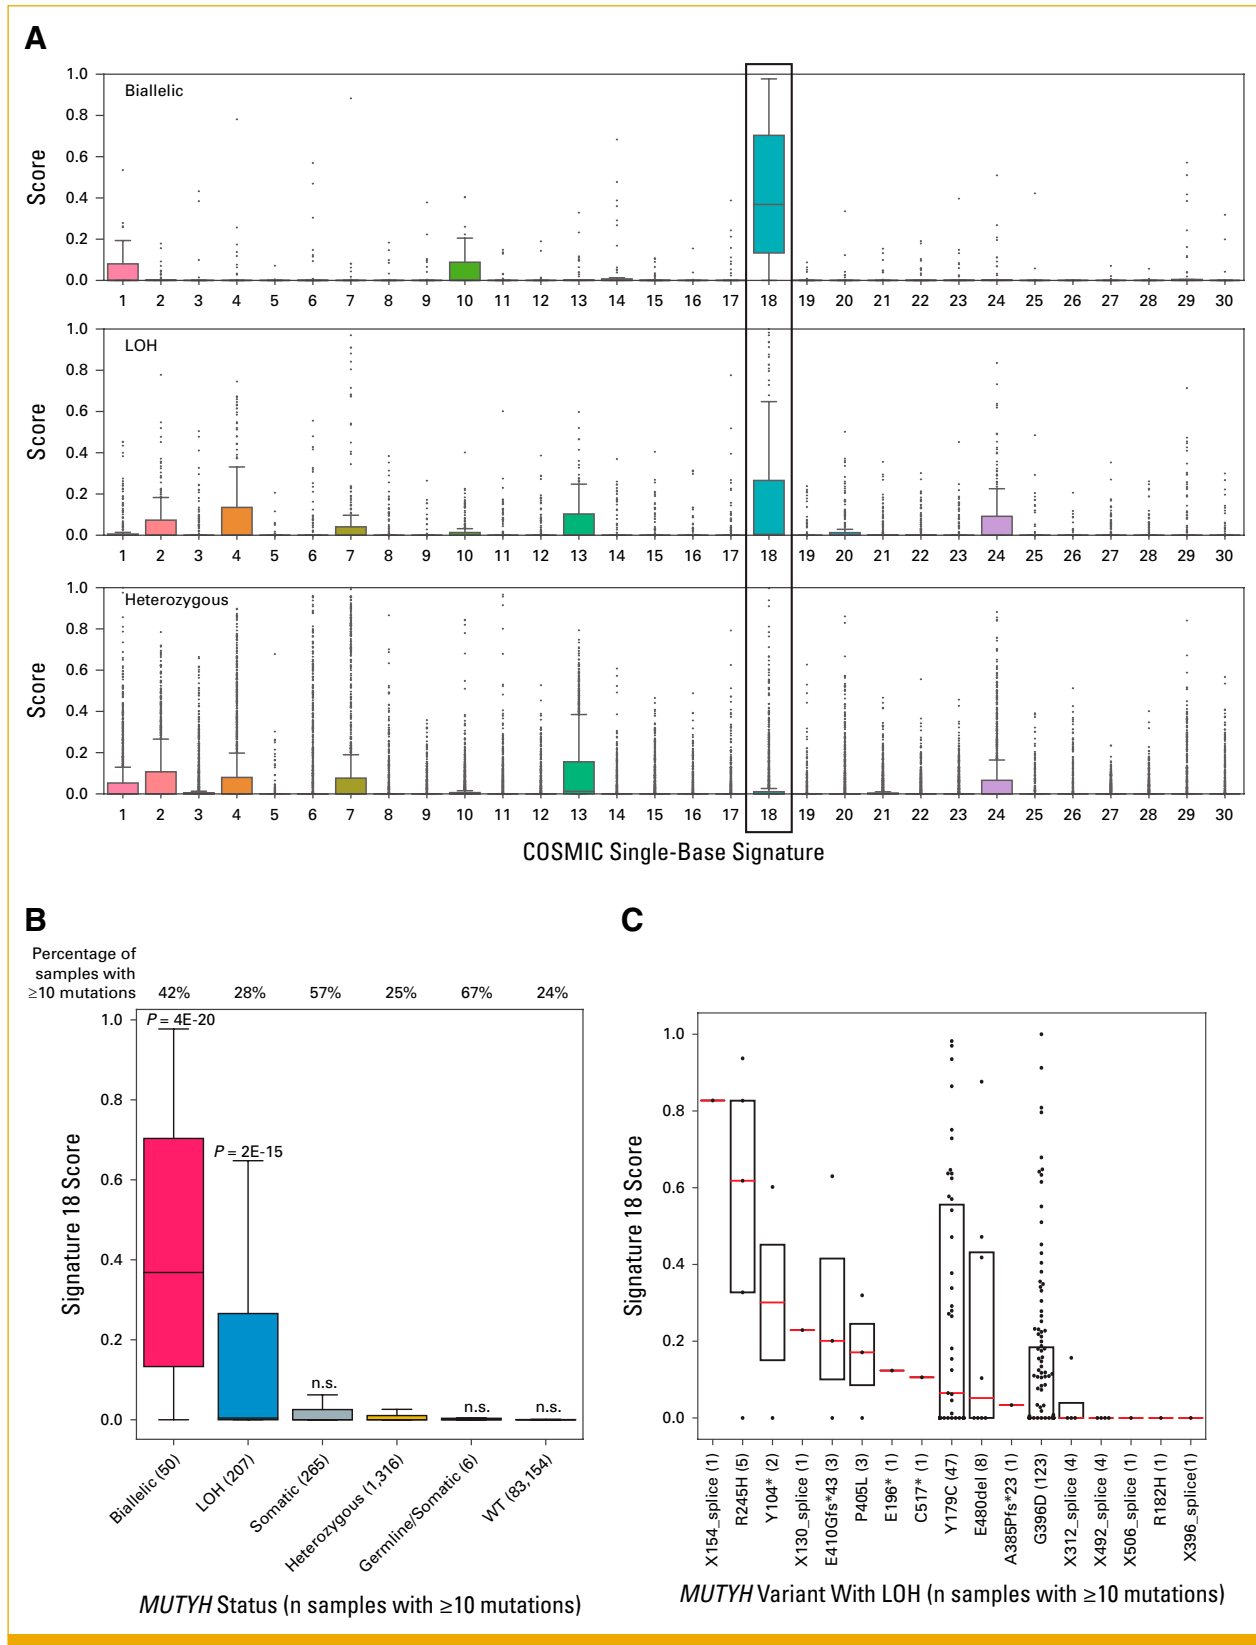 A
1.0
Biallelic
0.8
0.6
Score
0.4
0.2
0.0
1 2 3 4 5 6 7 8 9 10 11 12 13 14 15 16 17 18 19 20 21 22 23 24 25 26 27 28 29 30
1.0
LOH
0.8
0.6
Score
0.4
0.2
0.0
1 2 3 4 5 6 7 8 9 10 11 12 13 14 15 16 17 18 19 20 21 22 23 24 25 26 27 28 29 30
1.0
Heterozygous
0.8
0.6
Score
0.4
0.2
0.0
1 2 3 4 5 6 7 8 9 10 11 12 13 14 15 16 17 18 19 20 21 22 23 24 25 26 27 28 29 30
COSMIC Single-Base Signature
B
Percentage of
samples with
≥10 mutations 42% 28% 57% 25% 67% 24%
1.0
P = 4E-20
0.8
P = 2E-15
0.6
Signature 18 Score
0.4
0.2
n.s. n.s. n.s.
0.0
Biallelic (50)
LOH (207)
Somatic (265)
Heterozygous (1,316)
Germline/Somatic (6)
WT (83,154)
MUTYH Status (n samples with ≥10 mutations)
C
1.0
0.8
0.6
Signature 18 Score
0.4
0.2
0.0
X154_splice (1)
R245H (5)
Y104* (2)
X130_splice (1)
E410Gfs*43 (3)
P405L (3)
E196* (1)
C517* (1)
Y179C (47)
E480del (8)
A385Pfs*23 (1)
G396D (123)
X312_splice (4)
X492_splice (4)
X506_splice (1)
R182H (1)
X396_splice(1)
MUTYH Variant With LOH (n samples with ≥10 mutations)